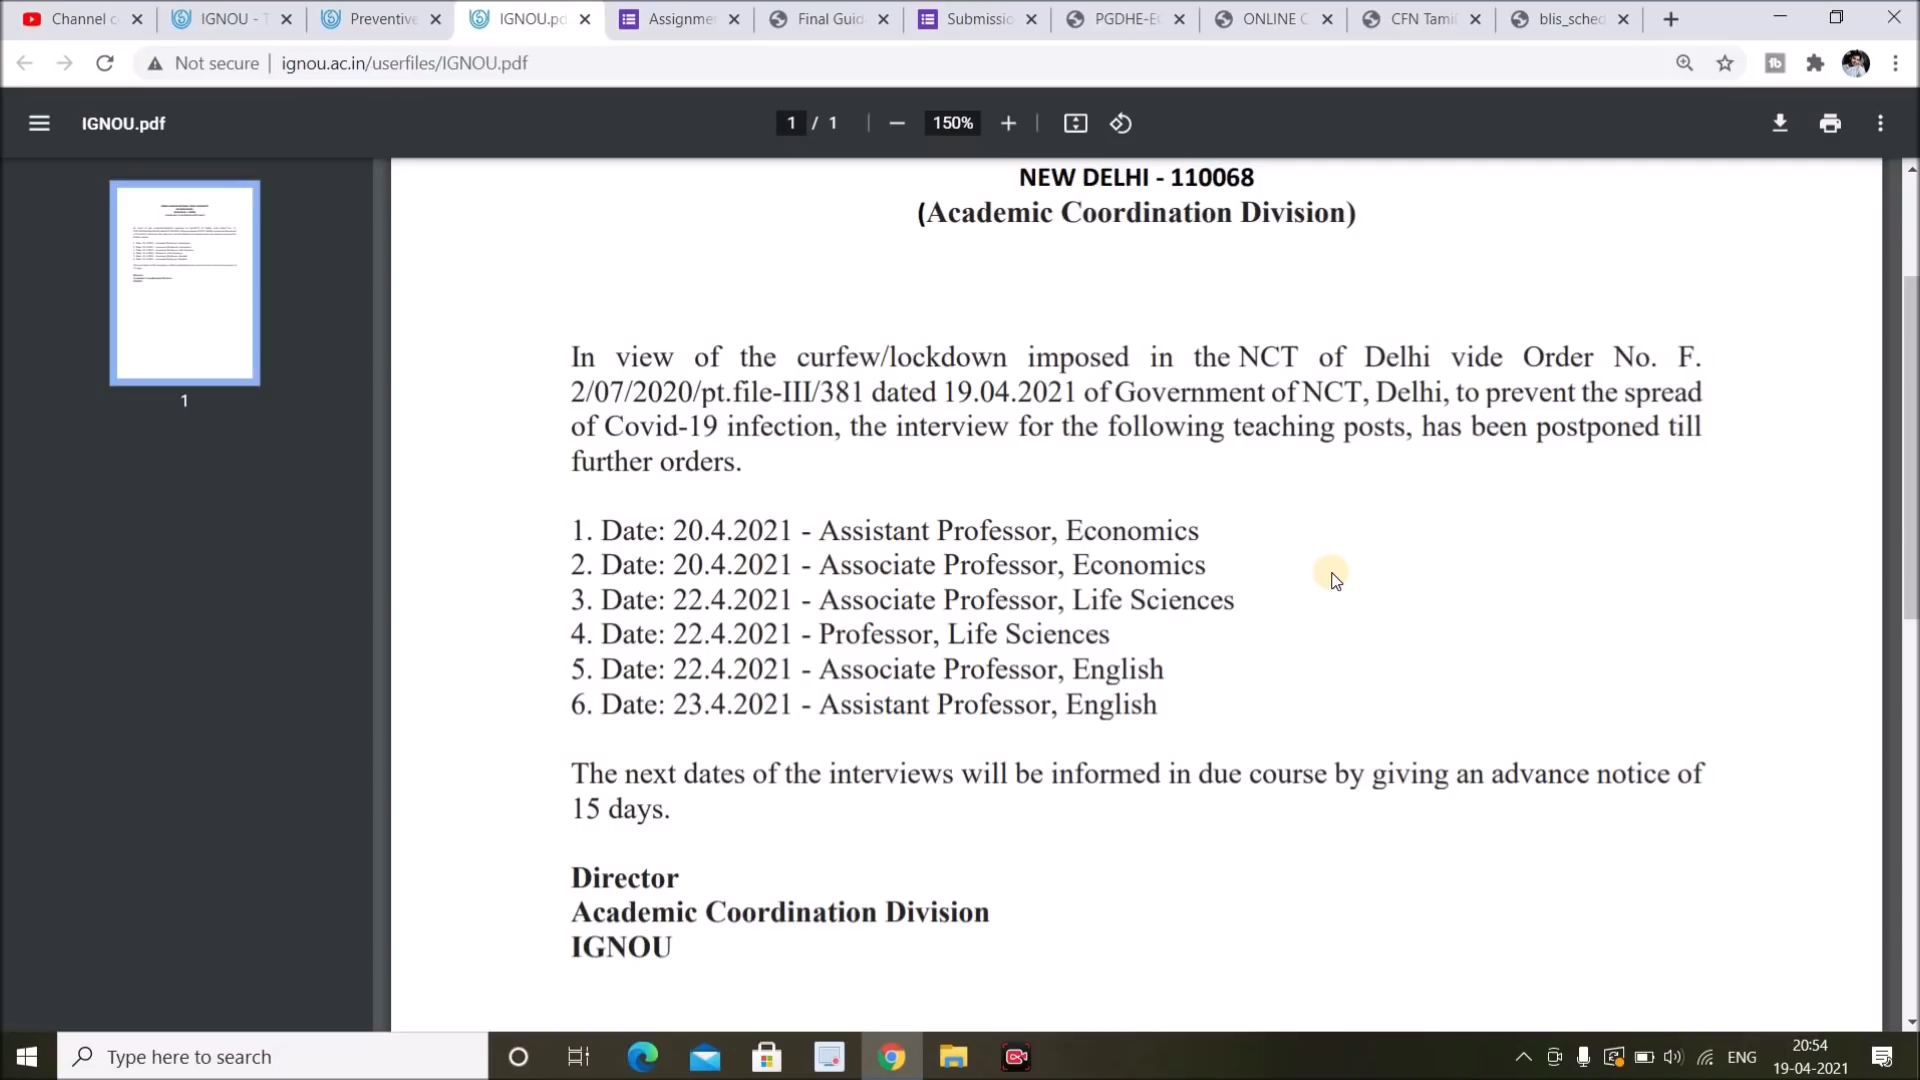 Channel c
IGNOU - T
Preventive
IGNOU.pd
Assignme
Final Guid
Submissio
PGDHE-E
ONLINE C
CFN Tami
blis_sched
Not secure
ignou.ac.in/userfiles/IGNOU.pdf
IGNOU.pdf
1 / 1
150%
1
NEW DELHI - 110068
(Academic Coordination Division)
In view of the curfew/lockdown imposed in the NCT of Delhi vide Order No. F.
2/07/2020/pt.file-III/381 dated 19.04.2021 of Government of NCT, Delhi, to prevent the spread
of Covid-19 infection, the interview for the following teaching posts, has been postponed till
further orders.
1. Date: 20.4.2021 - Assistant Professor, Economics
2. Date: 20.4.2021 - Associate Professor, Economics
3. Date: 22.4.2021 - Associate Professor, Life Sciences
4. Date: 22.4.2021 - Professor, Life Sciences
5. Date: 22.4.2021 - Associate Professor, English
6. Date: 23.4.2021 - Assistant Professor, English
The next dates of the interviews will be informed in due course by giving an advance notice of
15 days.
Director
Academic Coordination Division
IGNOU
Type here to search
ENG
20:54
19-04-2021